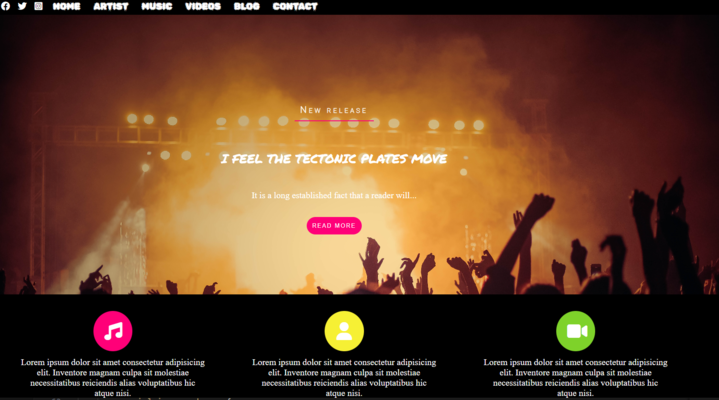 HOME ARTIST MUSIC VIDEOS BLOG CONTACT
New release
I FEEL THE TECTONIC PLATES MOVE
It is a long established fact that a reader will...
READ MORE
Lorem ipsum dolor sit amet consectetur adipisicing
elit. Inventore magnam culpa sit molestiae
necessitatibus reiciendis alias voluptatibus hic
atque nisi.
Lorem ipsum dolor sit amet consectetur adipisicing
elit. Inventore magnam culpa sit molestiae
necessitatibus reiciendis alias voluptatibus hic
atque nisi.
Lorem ipsum dolor sit amet consectetur adipisicing
elit. Inventore magnam culpa sit molestiae
necessitatibus reiciendis alias voluptatibus hic
atque nisi.